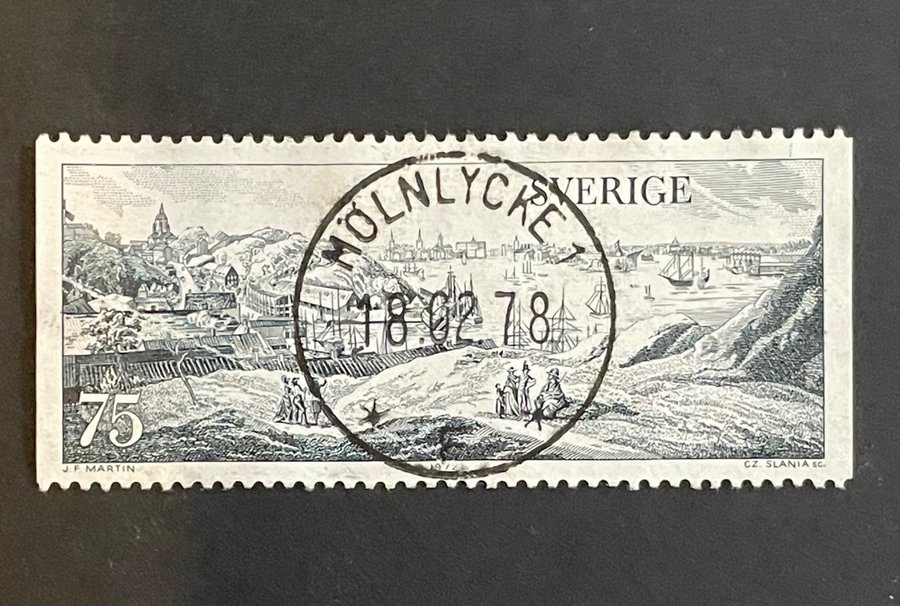 SVERIGE
MÖLNLYCKE 1
18.02.78
75
J. F. MARTIN
CZ. SLANIA SC.